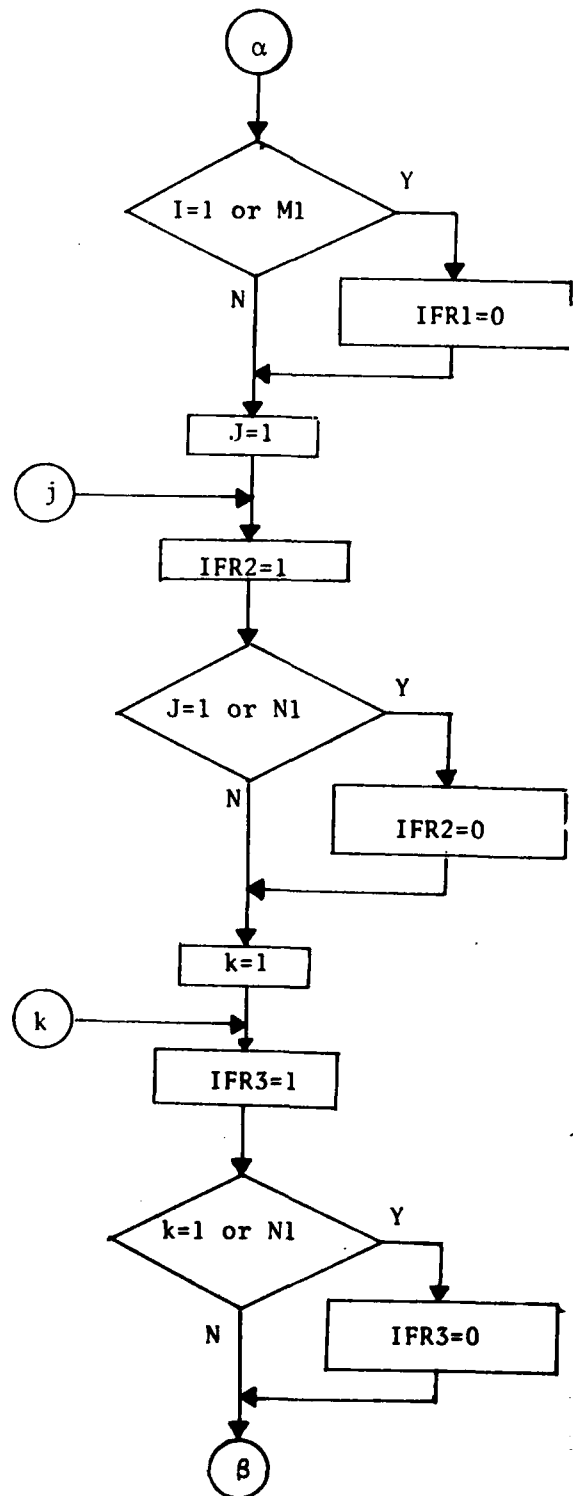 α
I=1 or M1
Y
N
IFR1=0
J=1
j
IFR2=1
J=1 or N1
Y
N
IFR2=0
k=1
k
IFR3=1
k=1 or N1
Y
N
IFR3=0
β